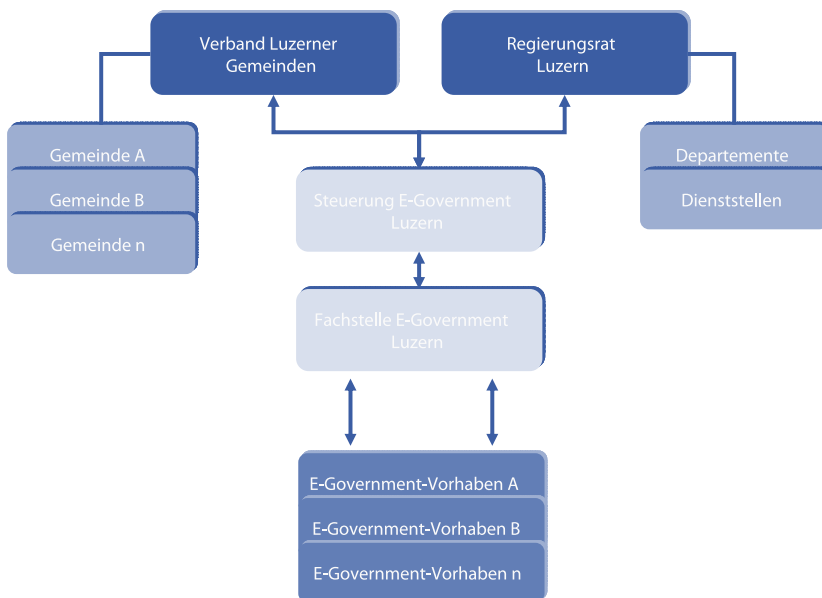 Verband Luzerner
Gemeinden
Regierungsrat
Luzern
Gemeinde A
Gemeinde B
Gemeinde n
Departemente
Dienststellen
Steuerung E-Government
Luzern
Fachstelle E-Government
Luzern
E-Government-Vorhaben A
E-Government-Vorhaben B
E-Government-Vorhaben n